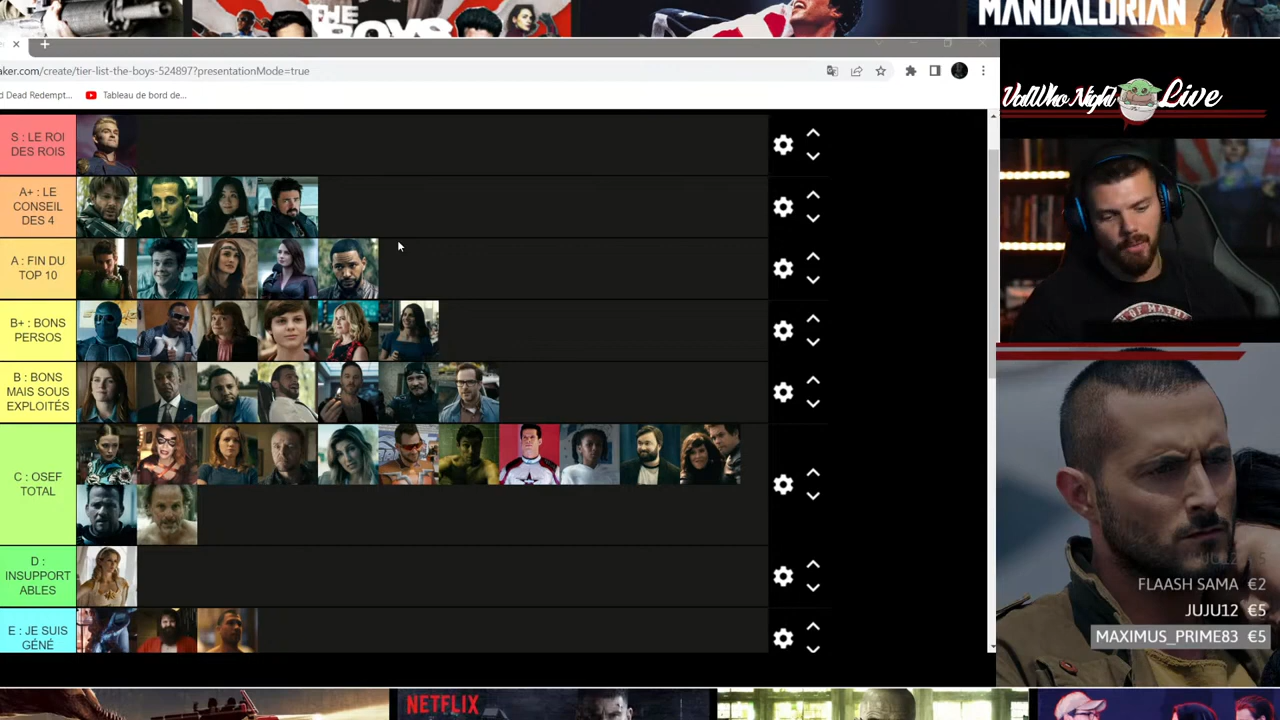 THE
BOYS
MANDALORIAN
aker.com/create/tier-list-the-boys-524897?presentationMode=true
d Dead Redempt...
Tableau de bord de...
Live
S : LE ROI
DES ROIS
A+ : LE
CONSEIL
DES 4
A : FIN DU
TOP 10
B+ : BONS
PERSOS
B : BONS
MAIS SOUS
EXPLOITÉS
C : OSEF
TOTAL
D :
INSUPPORT
ABLES
E : JE SUIS
GÉNÉ
FLAASH SAMA €2
JUJU12 €5
MAXIMUS_PRIME83 €5
NETFLIX